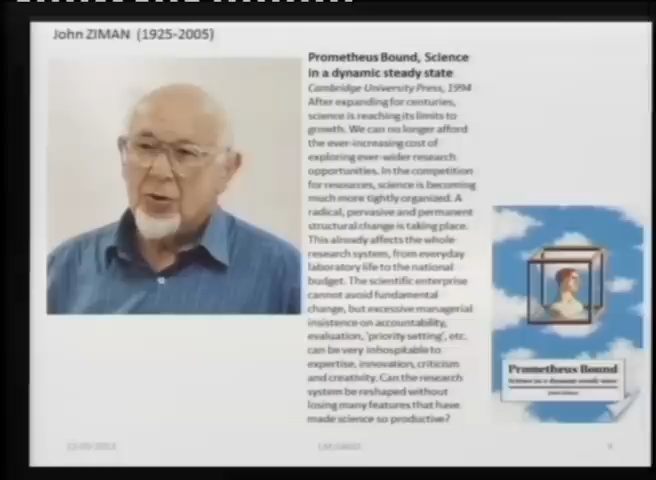 John ZIMAN (1925-2005)
Prometheus Bound, Science
in a dynamic steady state
Cambridge University Press, 1994
After expanding for centuries,
science is reaching its limits to
growth. We can no longer afford
the ever-increasing cost of
exploring ever-wider research
opportunities. In the competition
for resources, science is becoming
much more tightly organized. A
radical, pervasive and permanent
structural change is taking place.
This already affects the whole
research system, from everyday
laboratory life to the national
budget. The scientific enterprise
cannot avoid fundamental
change, but excessive managerial
insistence on accountability,
evaluation, 'priority setting', etc.
can be very inhospitable to
expertise, innovation, criticism
and creativity. Can the research
system be reshaped without
losing many features that have
made science so productive?
Prometheus Bound
Science in a dynamic steady state